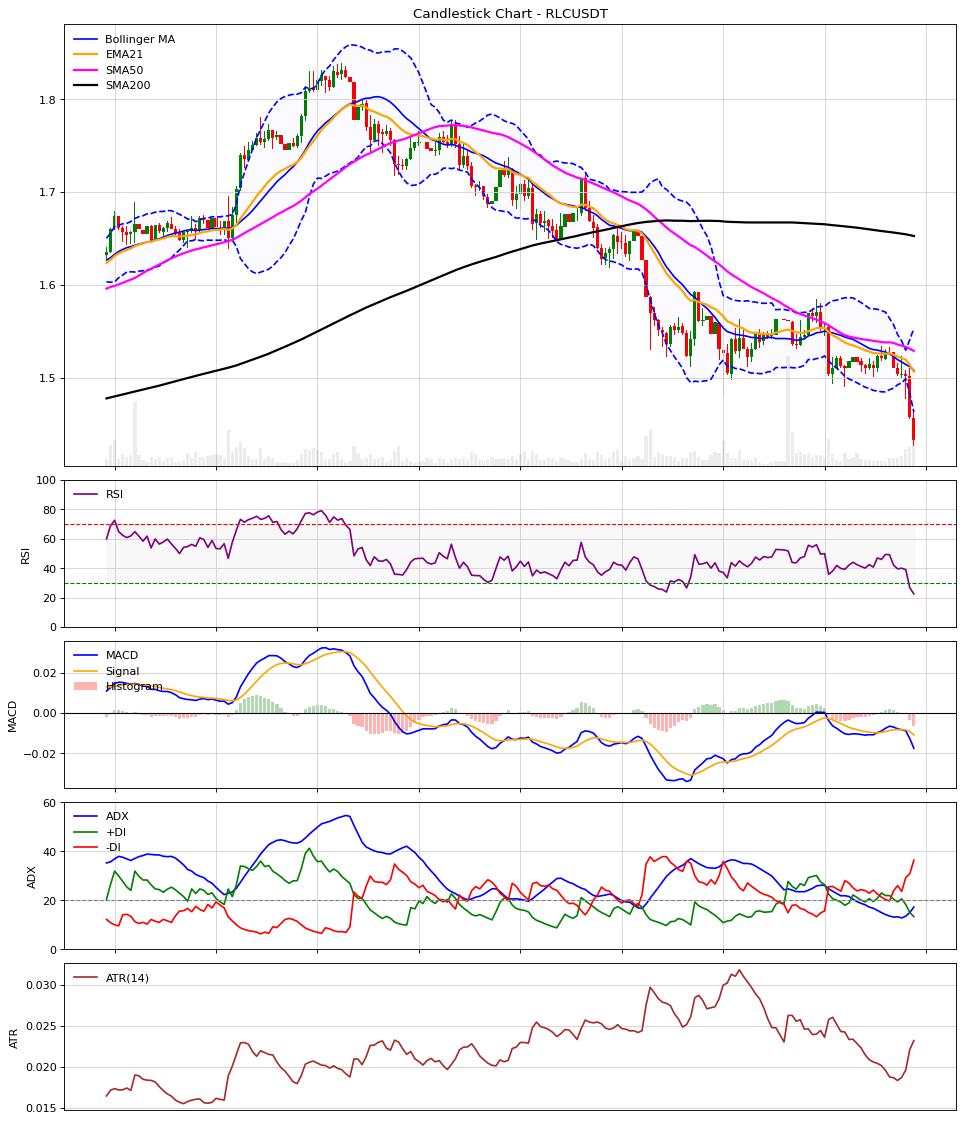 Candlestick Chart - RLCUSDT
Bollinger MA
EMA21
SMA50
SMA200
1.8
1.7
1.6
1.5
RSI
RSI
100
80
60
40
20
0
MACD
Signal
Histogram
MACD
0.02
0.00
−0.02
ADX
+DI
-DI
ADX
60
40
20
0
ATR(14)
ATR
0.030
0.025
0.020
0.015